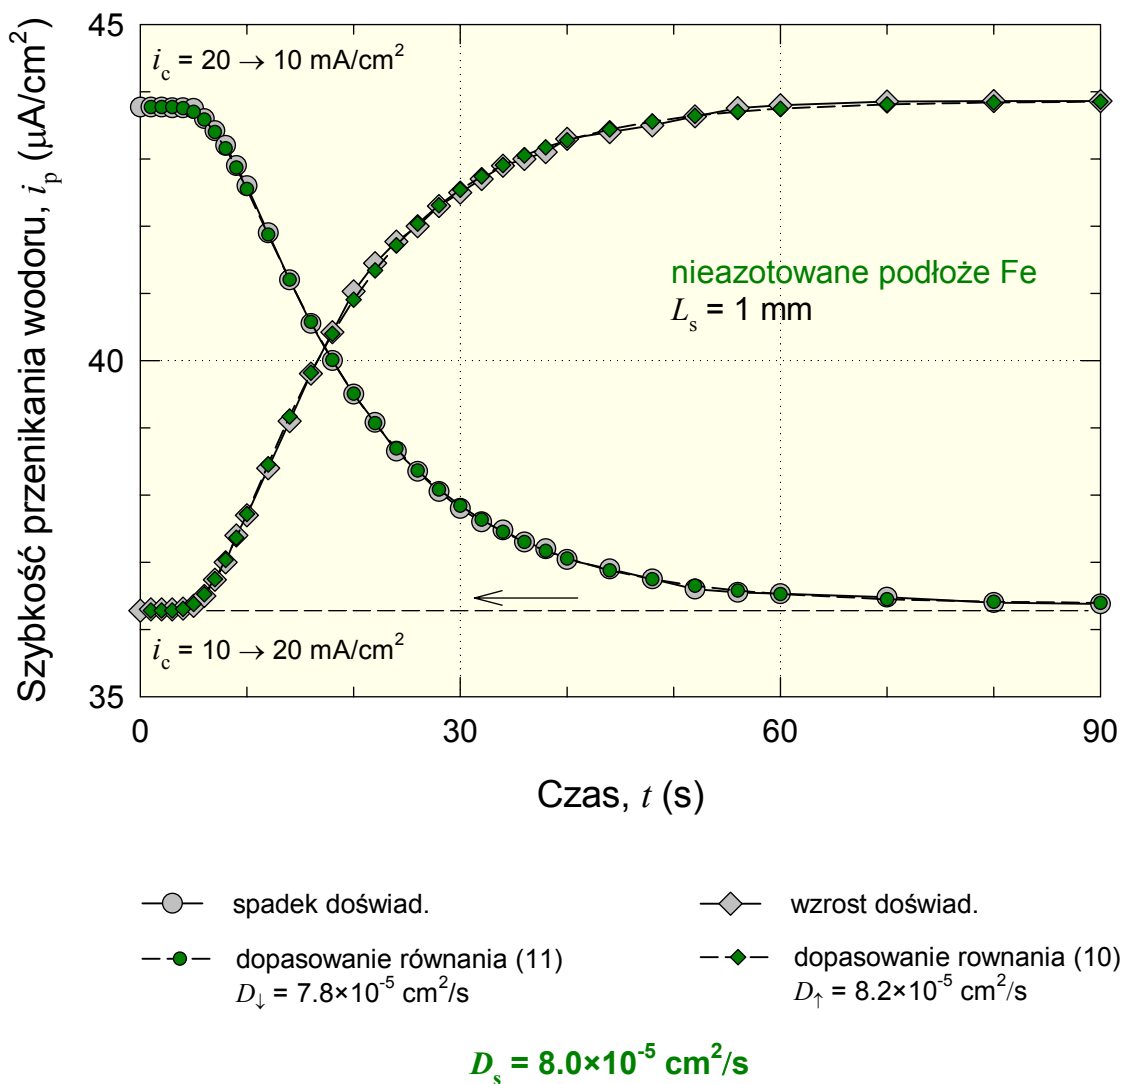 Szybkość przenikania wodoru, iₚ (µA/cm²)
45
i_c = 20 → 10 mA/cm²
nieazotowane podłoże Fe
L_s = 1 mm
40
i_c = 10 → 20 mA/cm²
35
0 30 60 90
Czas, t (s)
spadek doświad.
wzrost doświad.
dopasowanie równania (11)
D↓ = 7.8×10⁻⁵ cm²/s
dopasowanie rownania (10)
D↑ = 8.2×10⁻⁵ cm²/s
D_s = 8.0×10⁻⁵ cm²/s